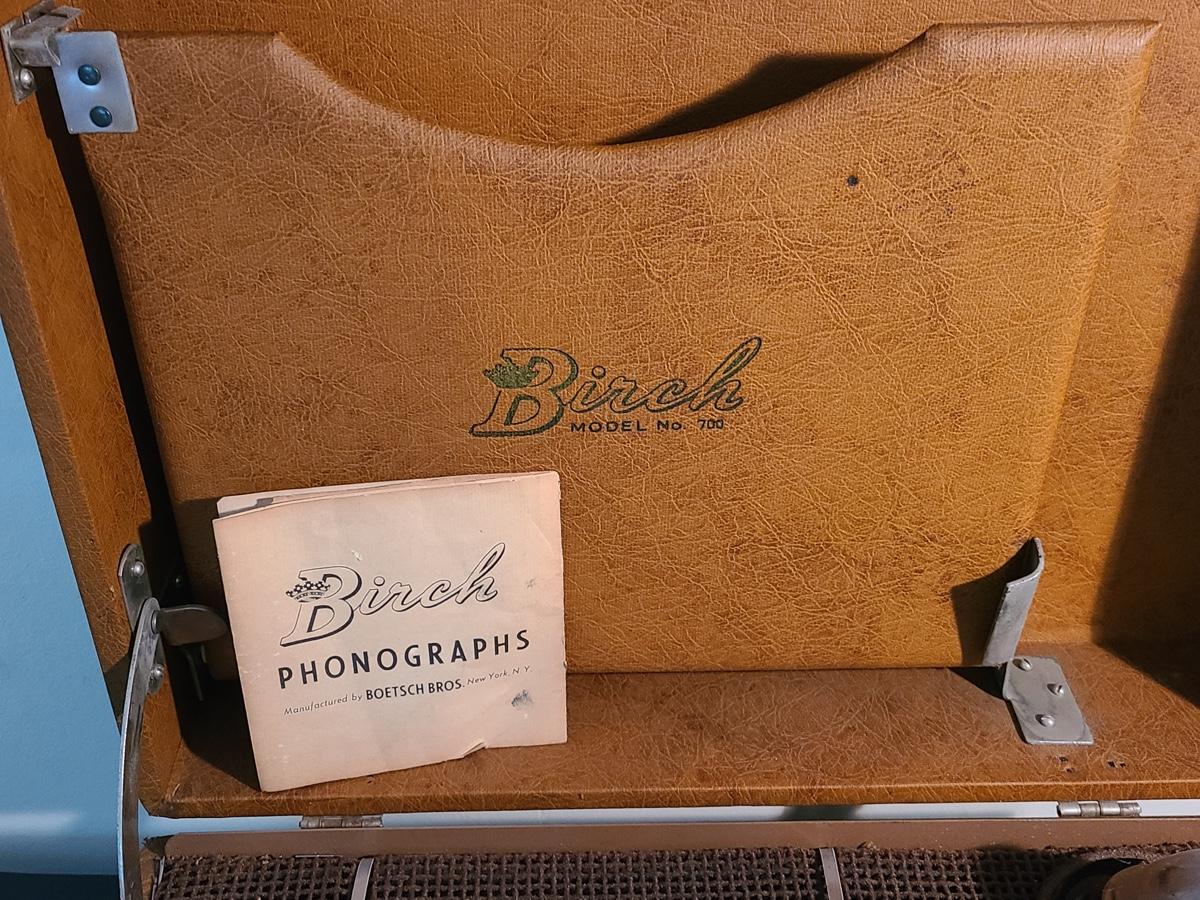 Birch
MODEL No. 700
Birch
PHONOGRAPHS
Manufactured by BOETSCH BROS. New York, N. Y.